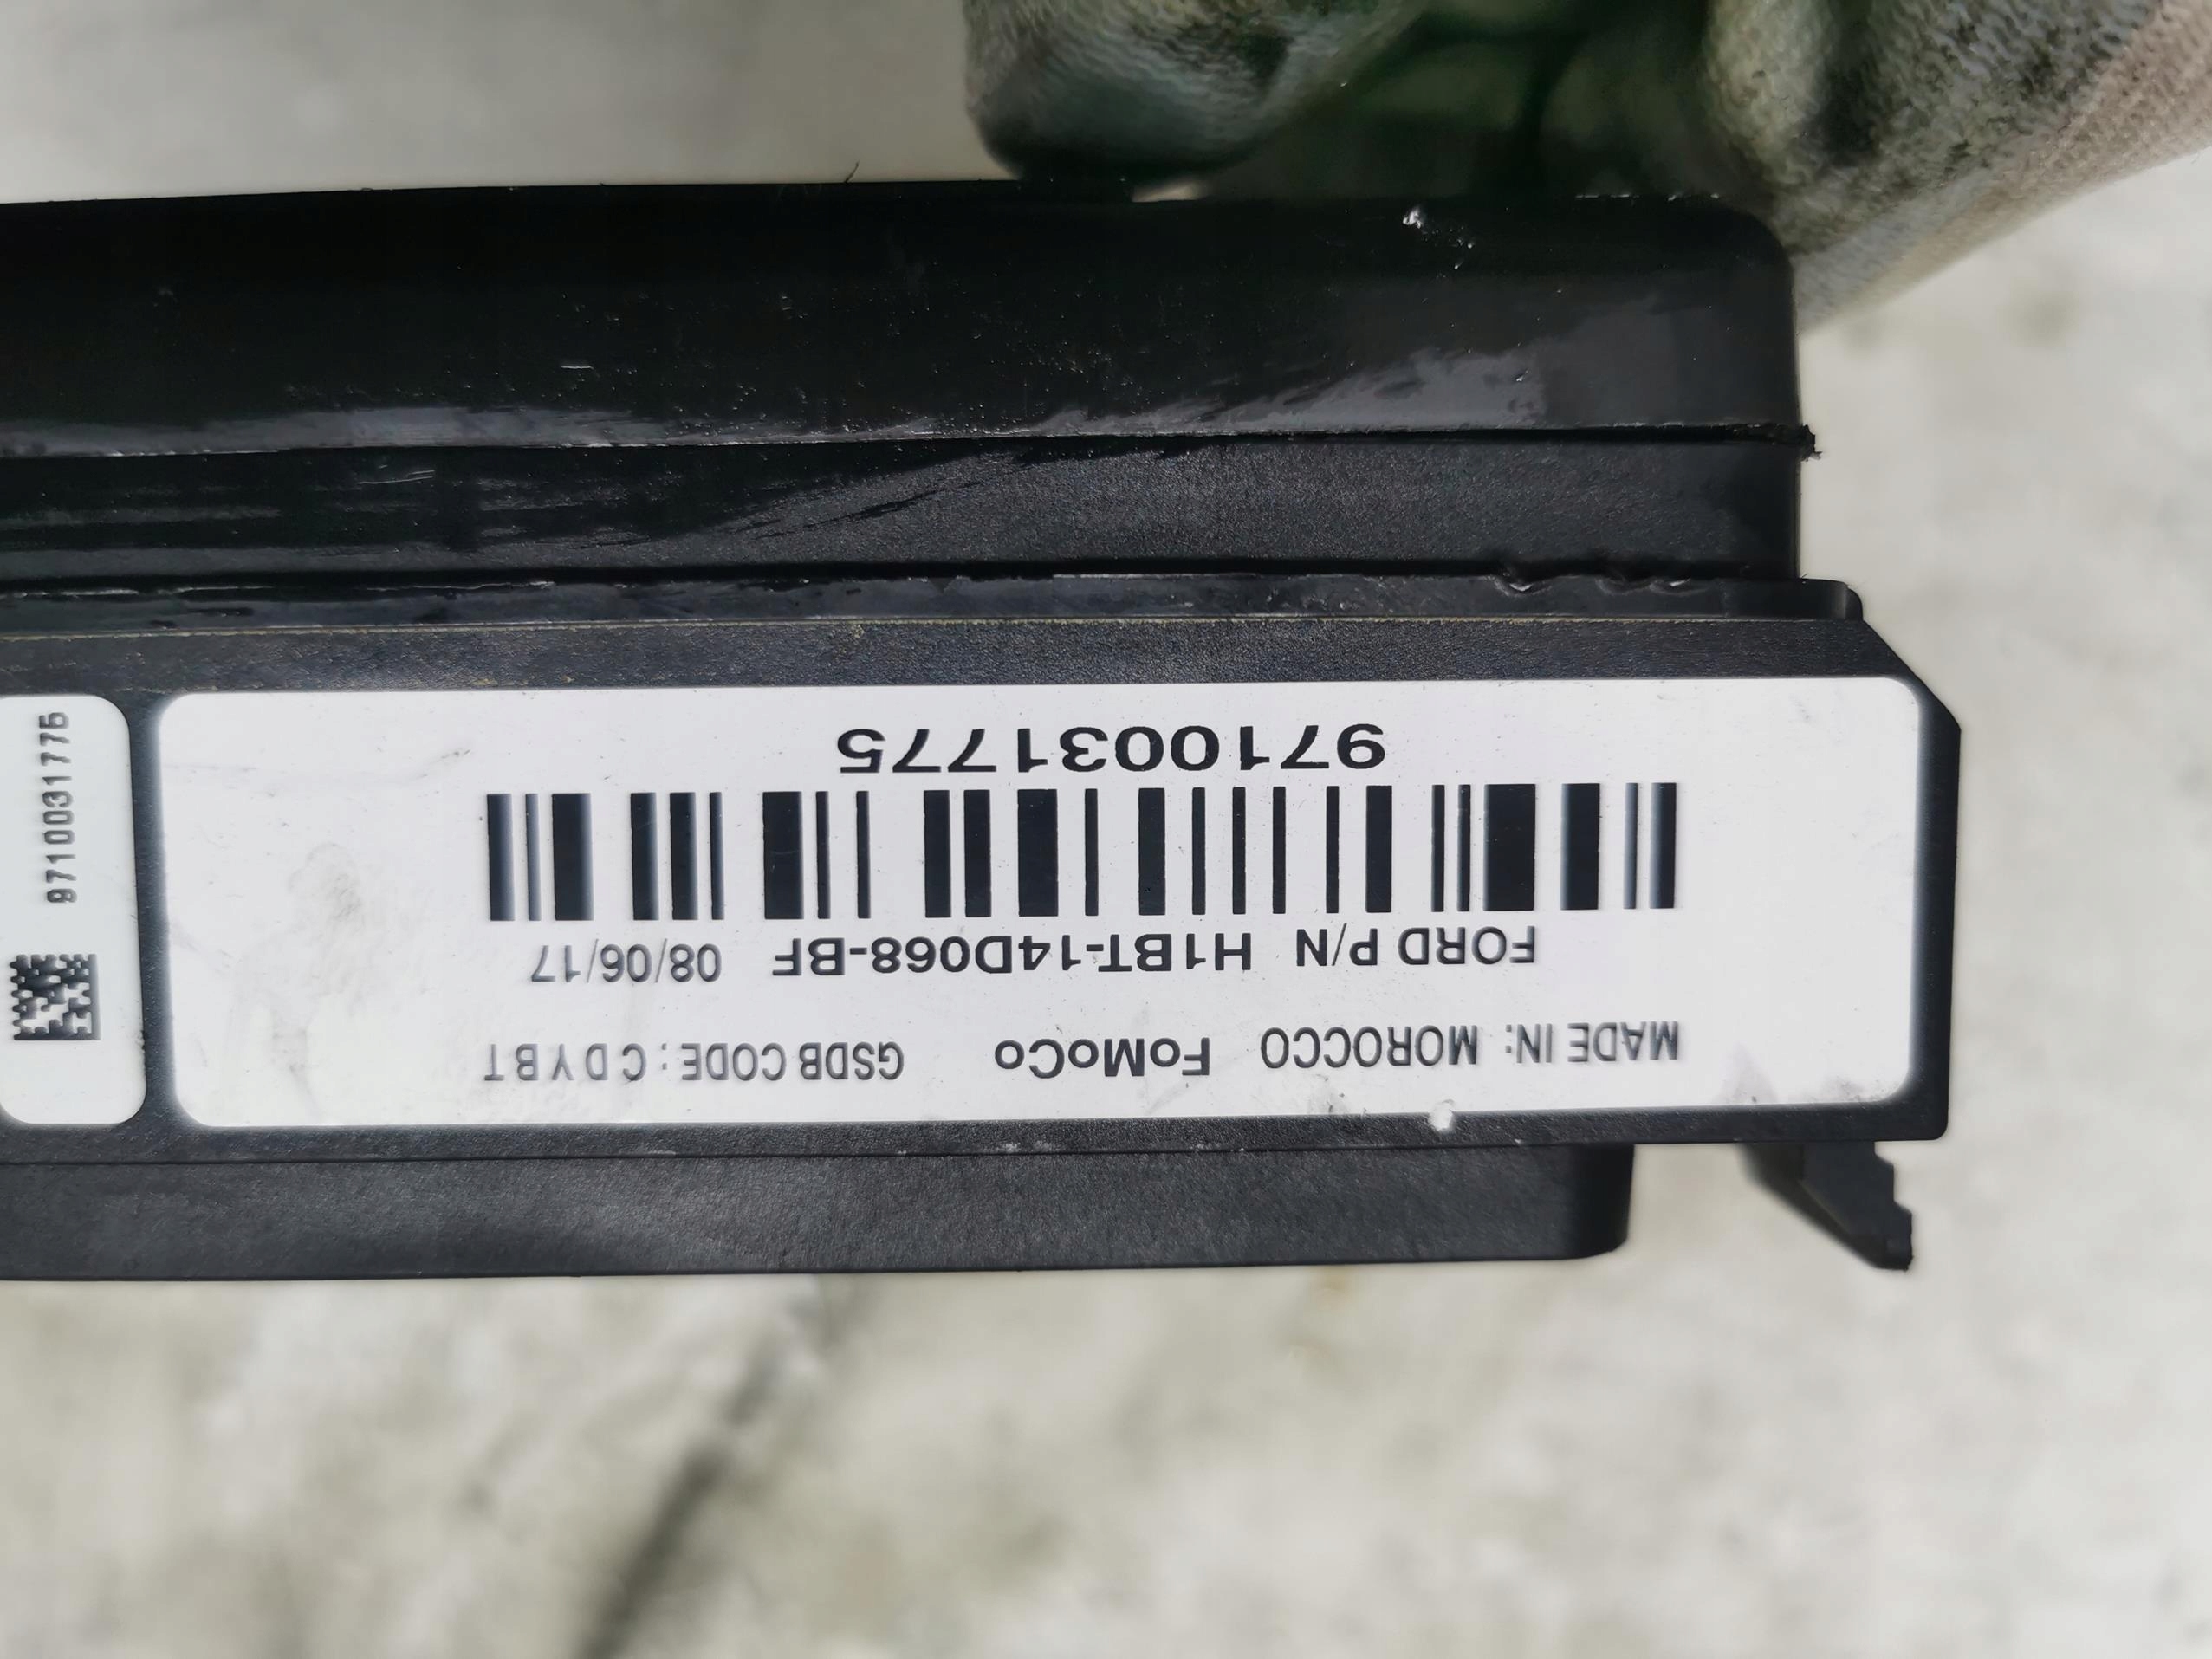 MADE IN: MOROCCO FoMoCo GSDB CODE: C D Y B T
FORD P/N H1BT-14D068-BF 08/06/17
9710031775
9710031775